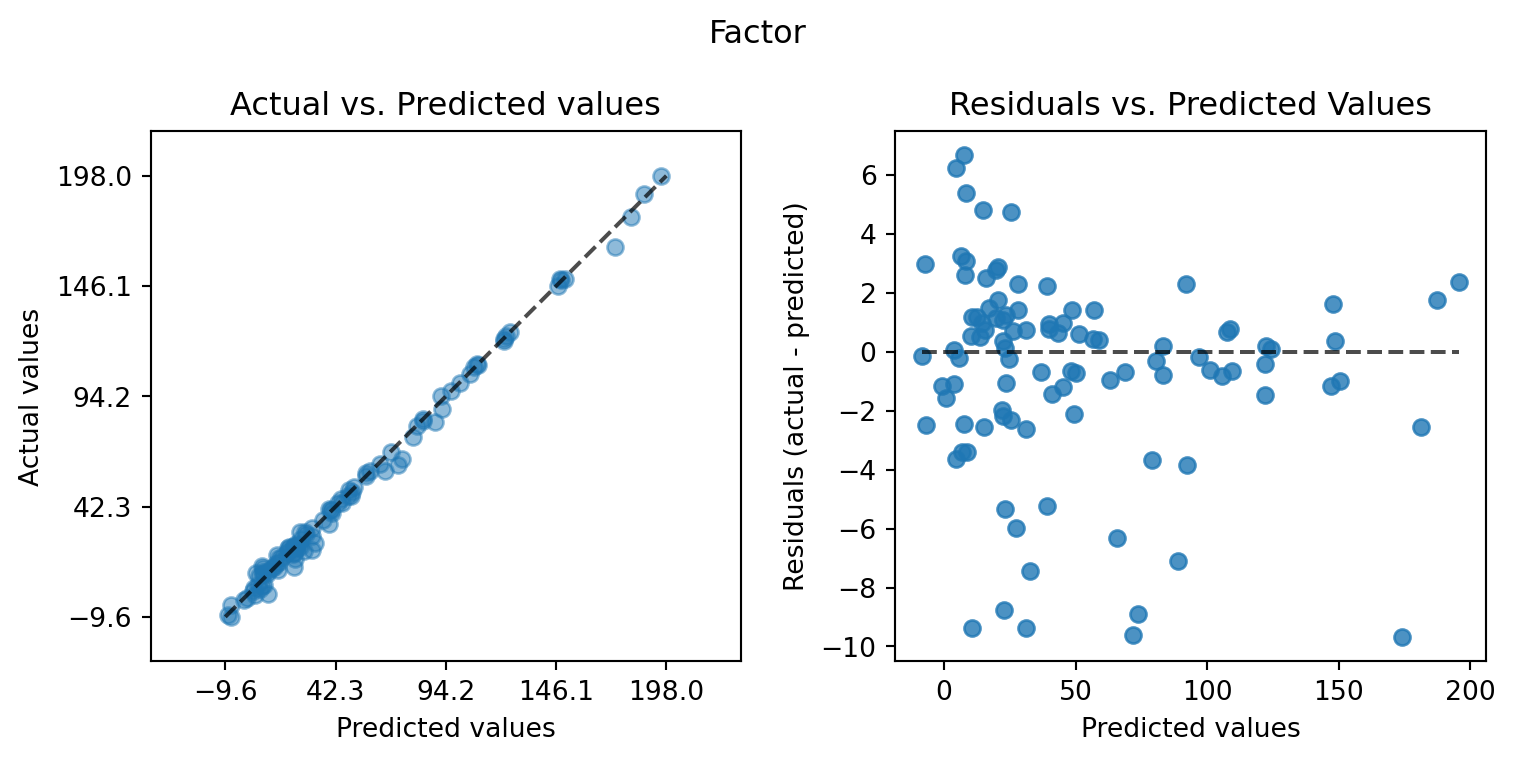 Factor
Actual vs. Predicted values
Actual values
198.0
146.1
94.2
42.3
−9.6
−9.6 42.3 94.2 146.1 198.0
Predicted values
Residuals vs. Predicted Values
Residuals (actual - predicted)
6
4
2
0
−2
−4
−6
−8
−10
0 50 100 150 200
Predicted values